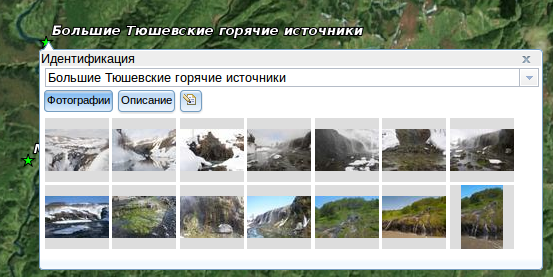 Большие Тюшевские горячие источники
Идентификация
Большие Тюшевские горячие источники
Фотографии
Описание